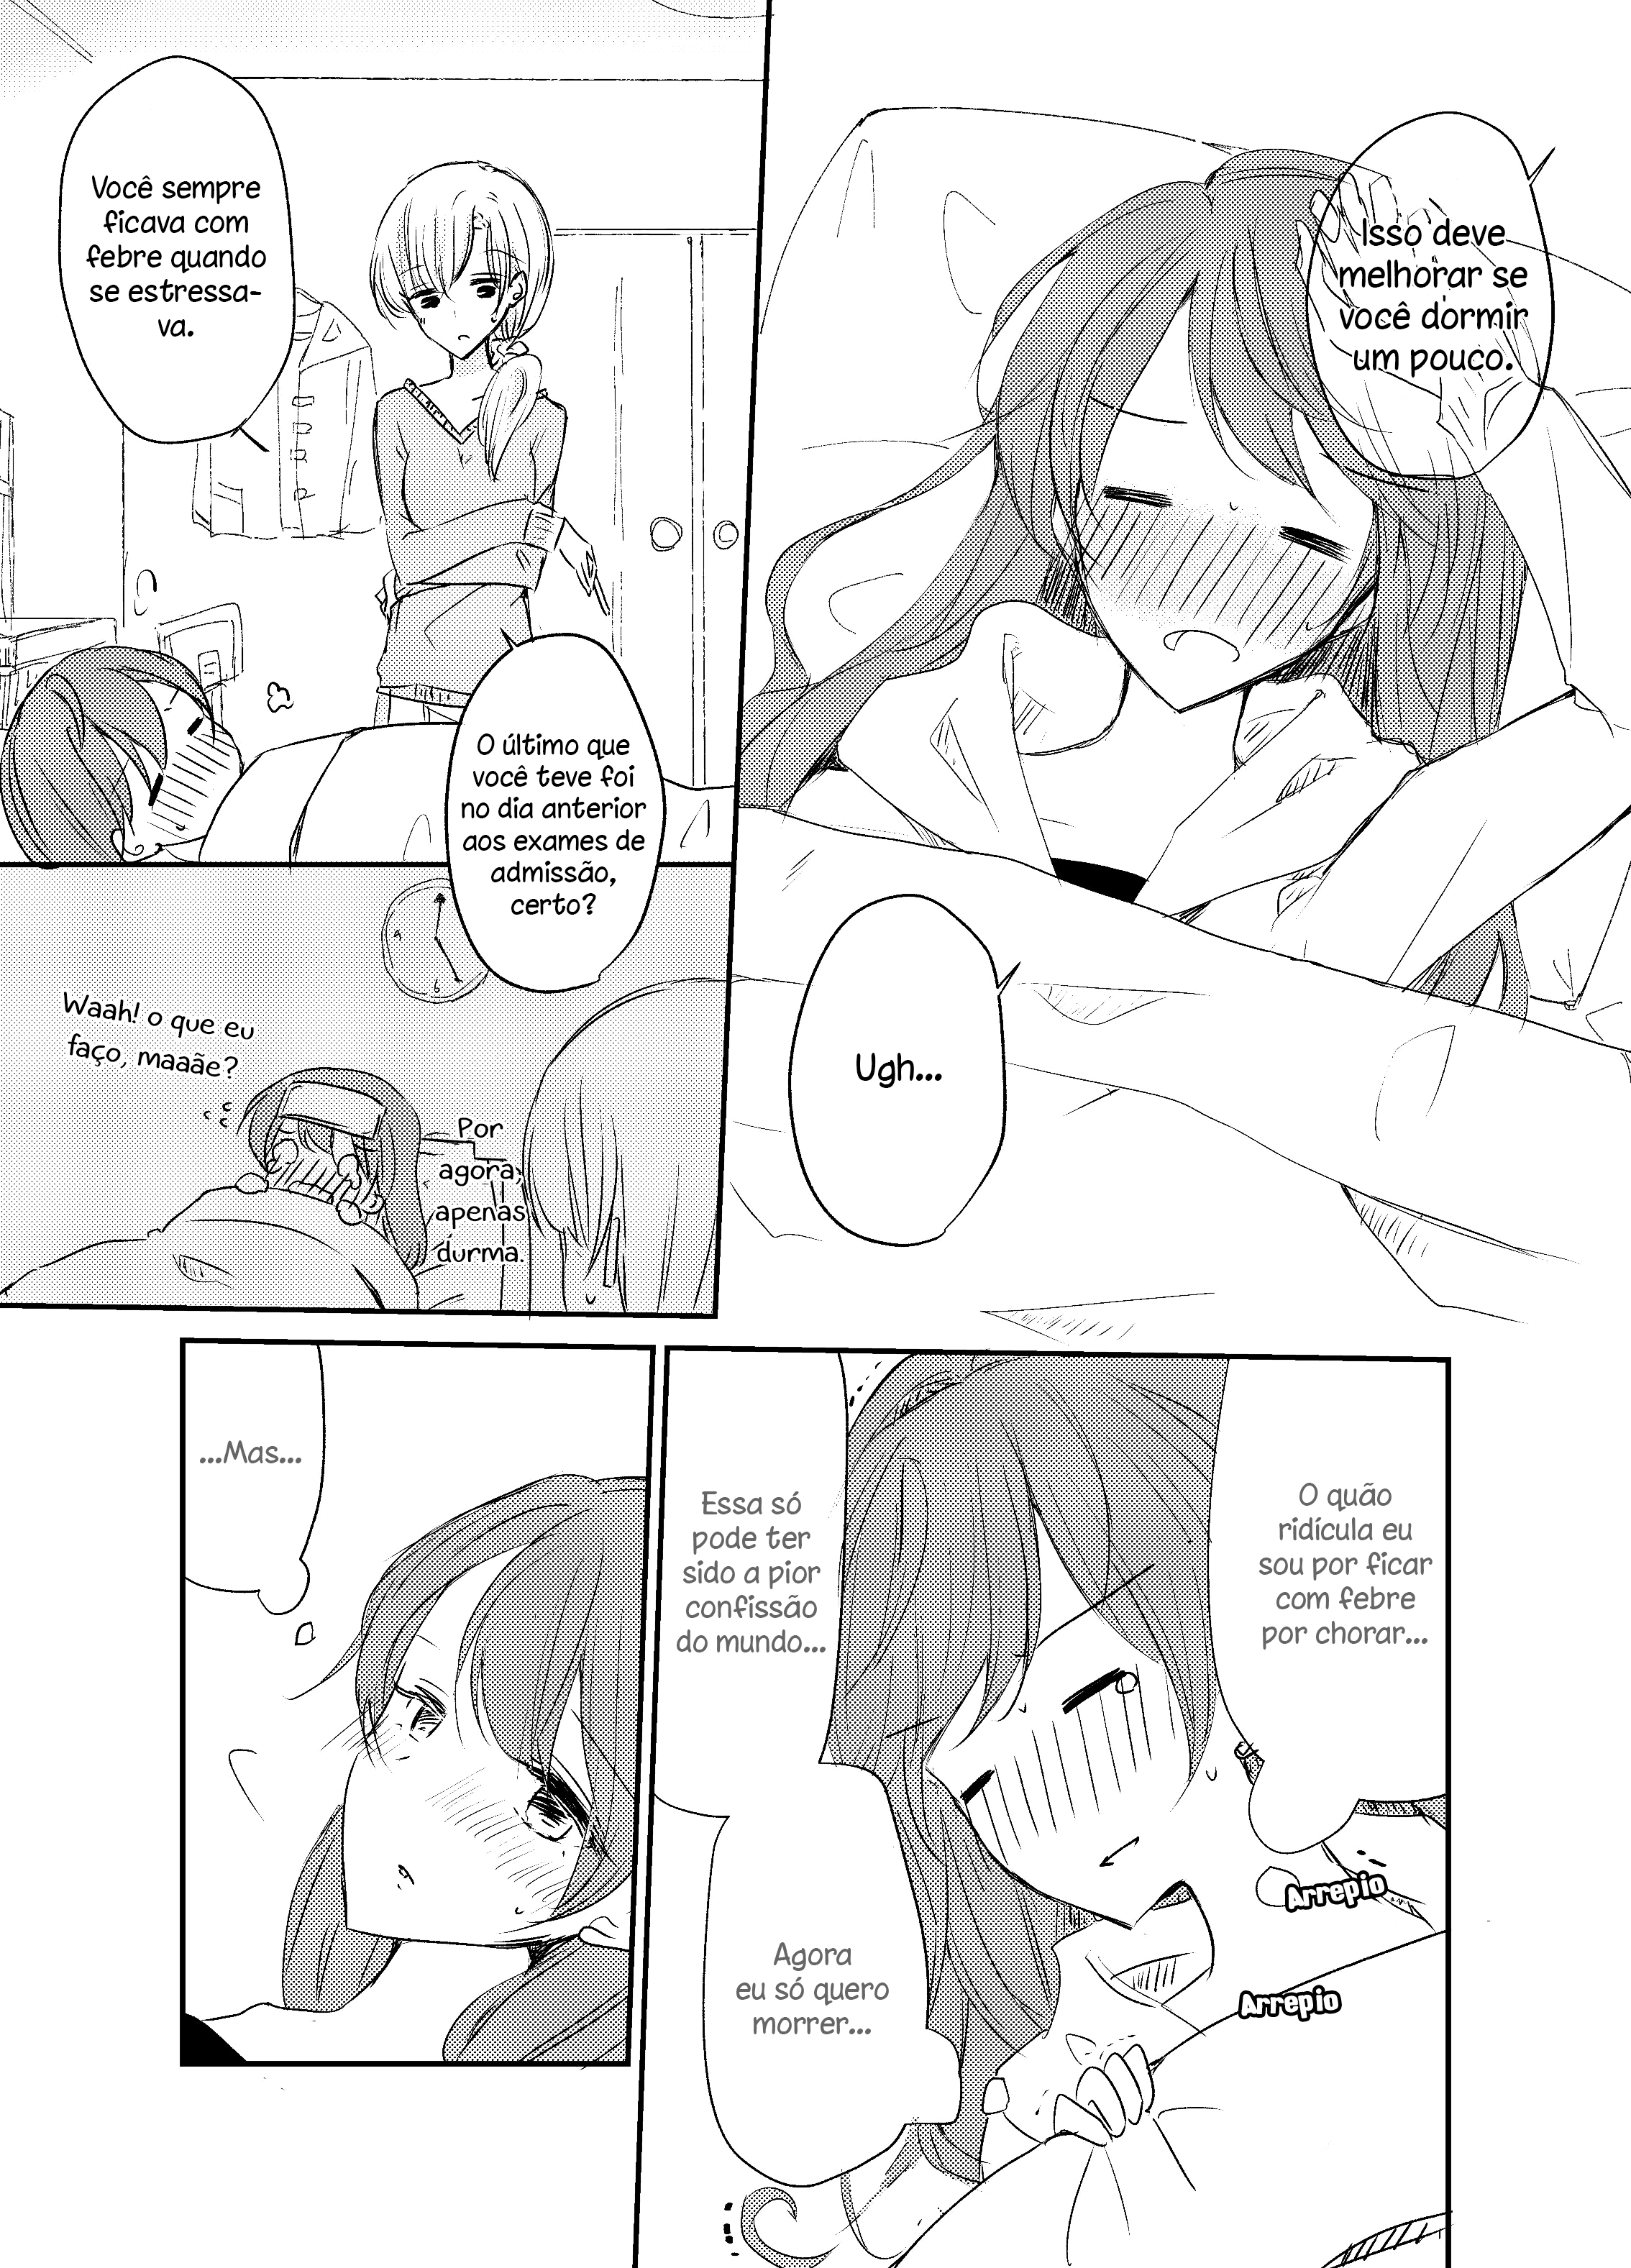 Isso deve
melhorar se
você dormir
um pouco.
Ugh...
Você sempre
ficava com
febre quando
se estressa-
va.
O último que
você teve foi
no dia anterior
aos exames de
admissão,
certo?
9
6
Waah! o que eu
faço, maaãe?
Por
agora,
apenas
durma.
O quão
ridícula eu
sou por ficar
com febre
por chorar...
Essa só
pode ter
sido a pior
confissão
do mundo...
Arrepio
Arrepio
Agora
eu só quero
morrer...
...Mas...